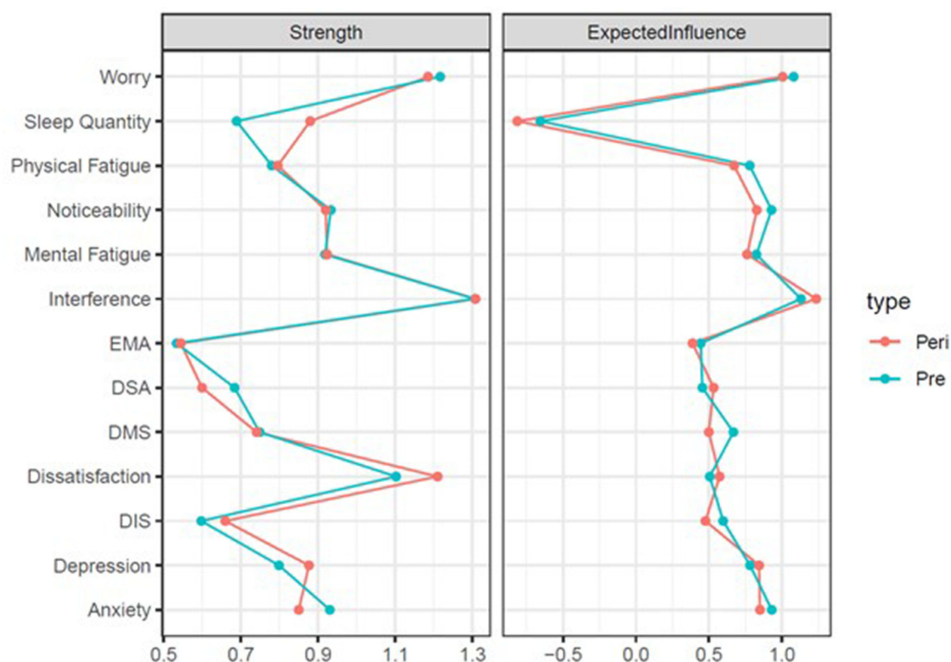 Strength ExpectedInfluence
Worry
Sleep Quantity
Physical Fatigue
Noticeability
Mental Fatigue
Interference
EMA
DSA
DMS
Dissatisfaction
DIS
Depression
Anxiety
0.5 0.7 0.9 1.1 1.3 −0.5 0.0 0.5 1.0
type
Peri
Pre